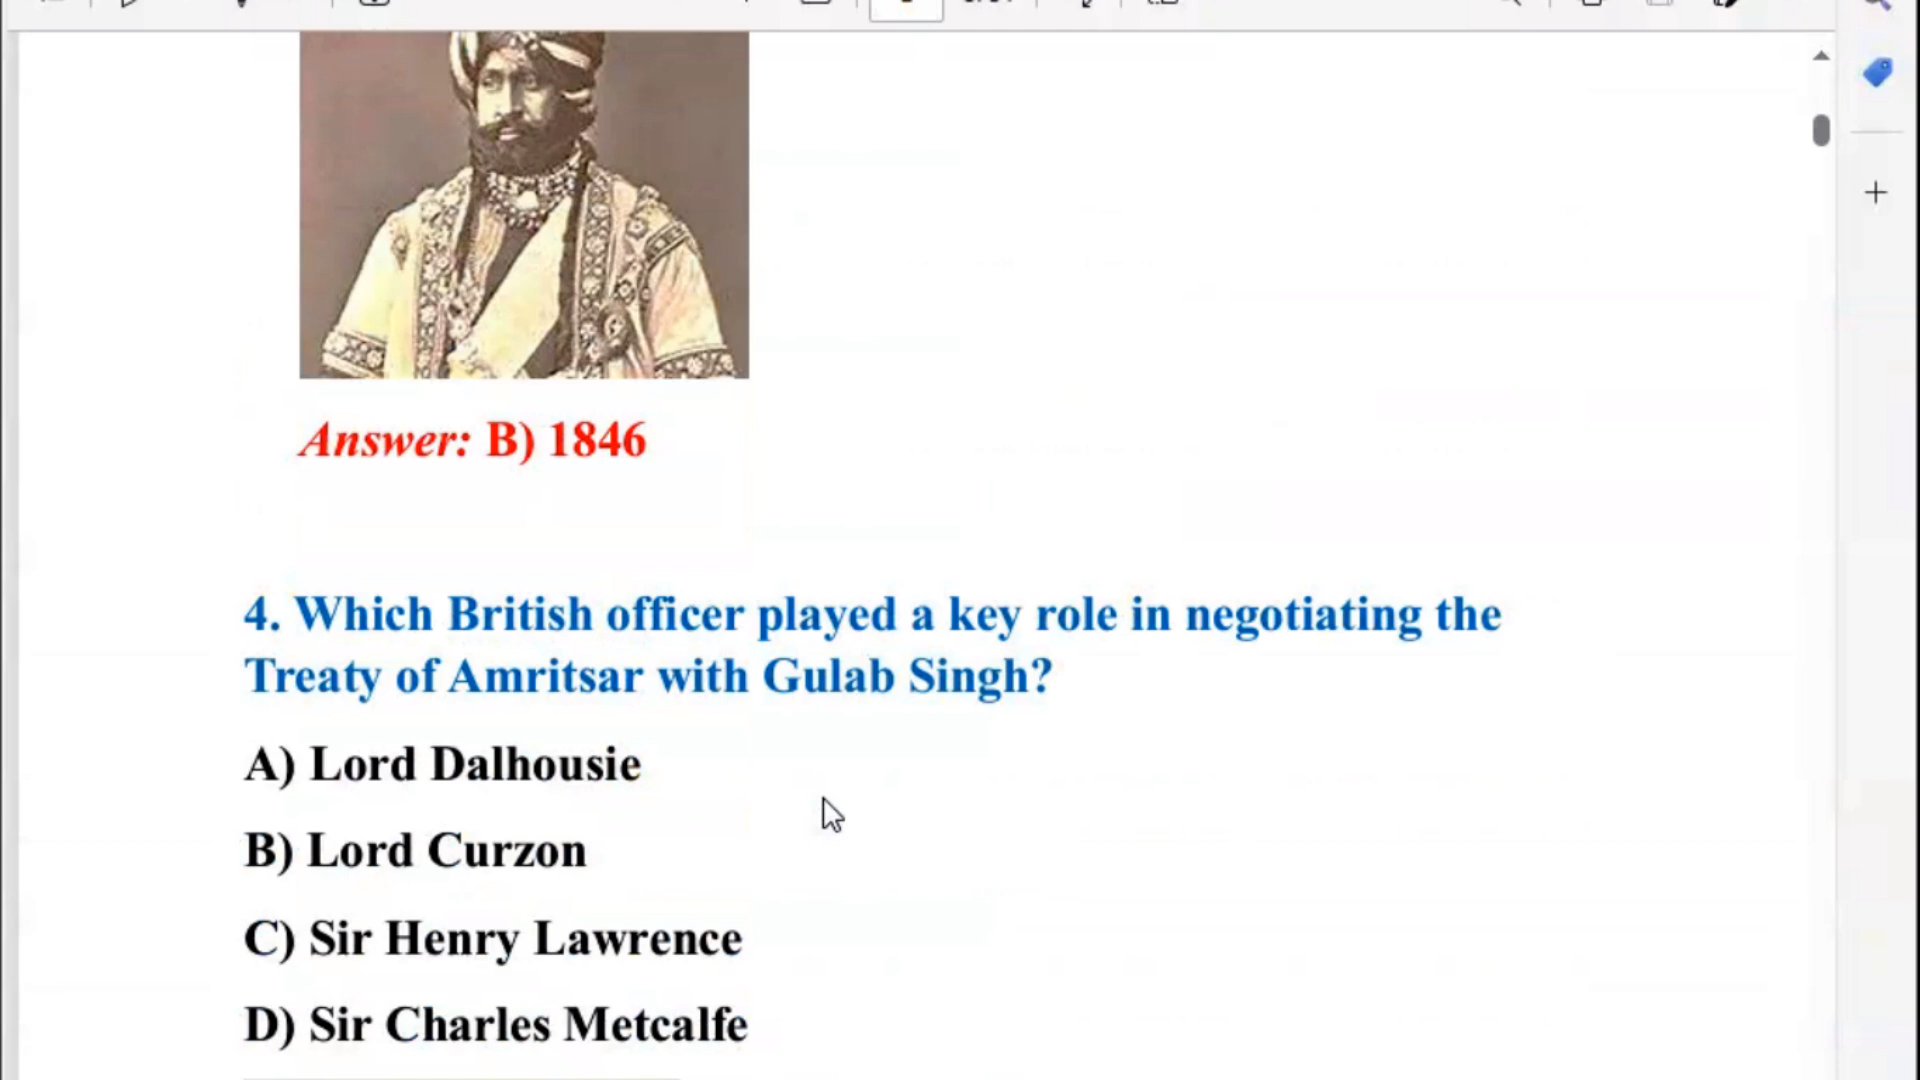 Answer: B) 1846
4. Which British officer played a key role in negotiating the
Treaty of Amritsar with Gulab Singh?
A) Lord Dalhousie
B) Lord Curzon
C) Sir Henry Lawrence
D) Sir Charles Metcalfe